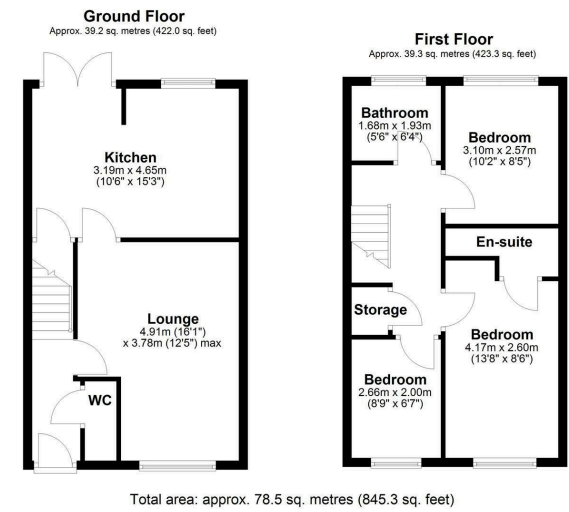 Ground Floor
Approx. 39.2 sq. metres (422.0 sq. feet)
Kitchen
3.19m x 4.65m
(10'6" x 15'3")
Lounge
4.91m (16'1")
x 3.78m (12'5") max
WC
First Floor
Approx. 39.3 sq. metres (423.3 sq. feet)
Bathroom
1.68m x 1.93m
(5'6" x 6'4")
Bedroom
3.10m x 2.57m
(10'2" x 8'5")
En-suite
Storage
Bedroom
4.17m x 2.60m
(13'8" x 8'6")
Bedroom
2.66m x 2.00m
(8'9" x 6'7")
Total area: approx. 78.5 sq. metres (845.3 sq. feet)